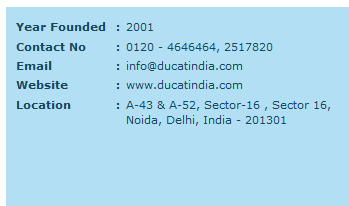 Year Founded : 2001
Contact No : 0120 - 4646464, 2517820
Email : info@ducatindia.com
Website : www.ducatindia.com
Location : A-43 & A-52, Sector-16 , Sector 16,
Noida, Delhi, India - 201301